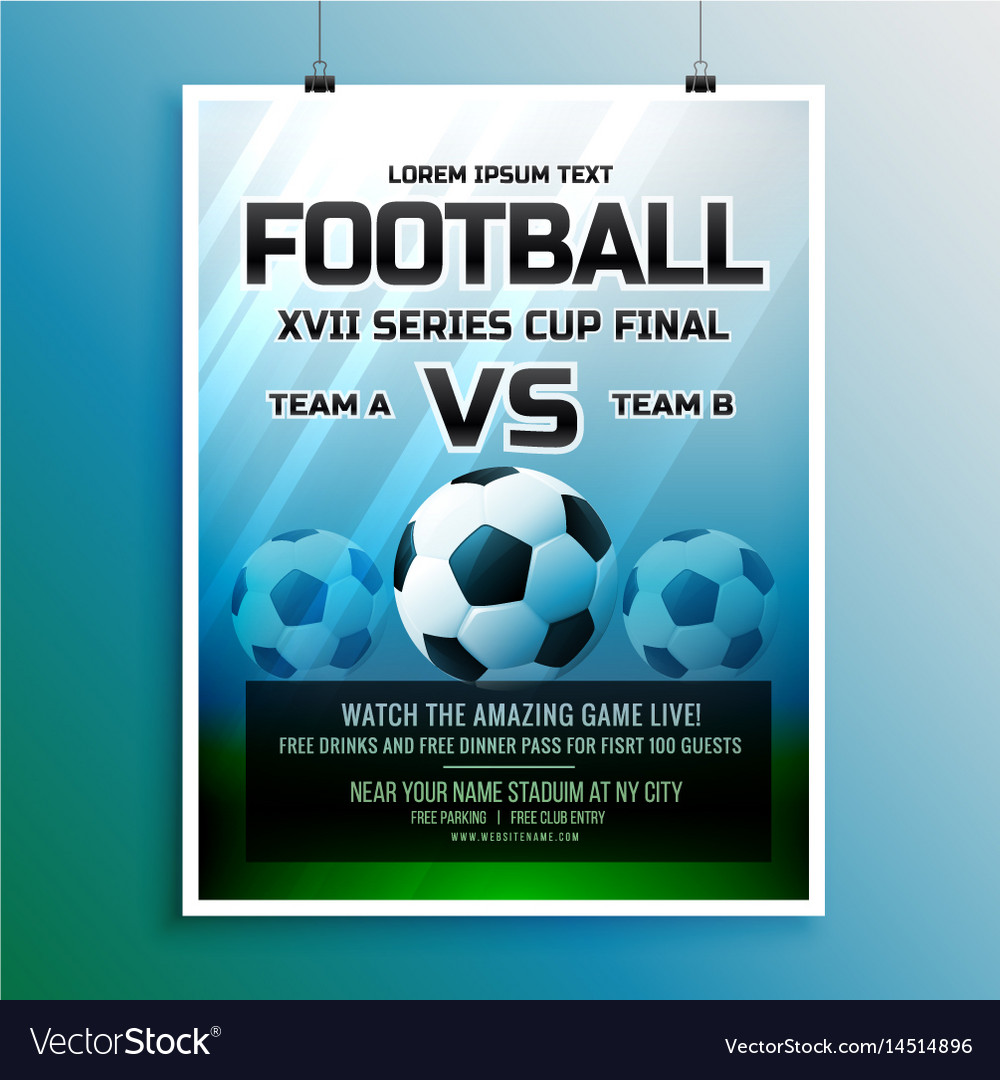 LOREM IPSUM TEXT
FOOTBALL
XVII SERIES CUP FINAL
TEAM A VS TEAM B
WATCH THE AMAZING GAME LIVE!
FREE DRINKS AND FREE DINNER PASS FOR FISRT 100 GUESTS
NEAR YOUR NAME STADUIM AT NY CITY
FREE PARKING | FREE CLUB ENTRY
WWW.WEBSITENAME.COM
VectorStock®
VectorStock.com/14514896